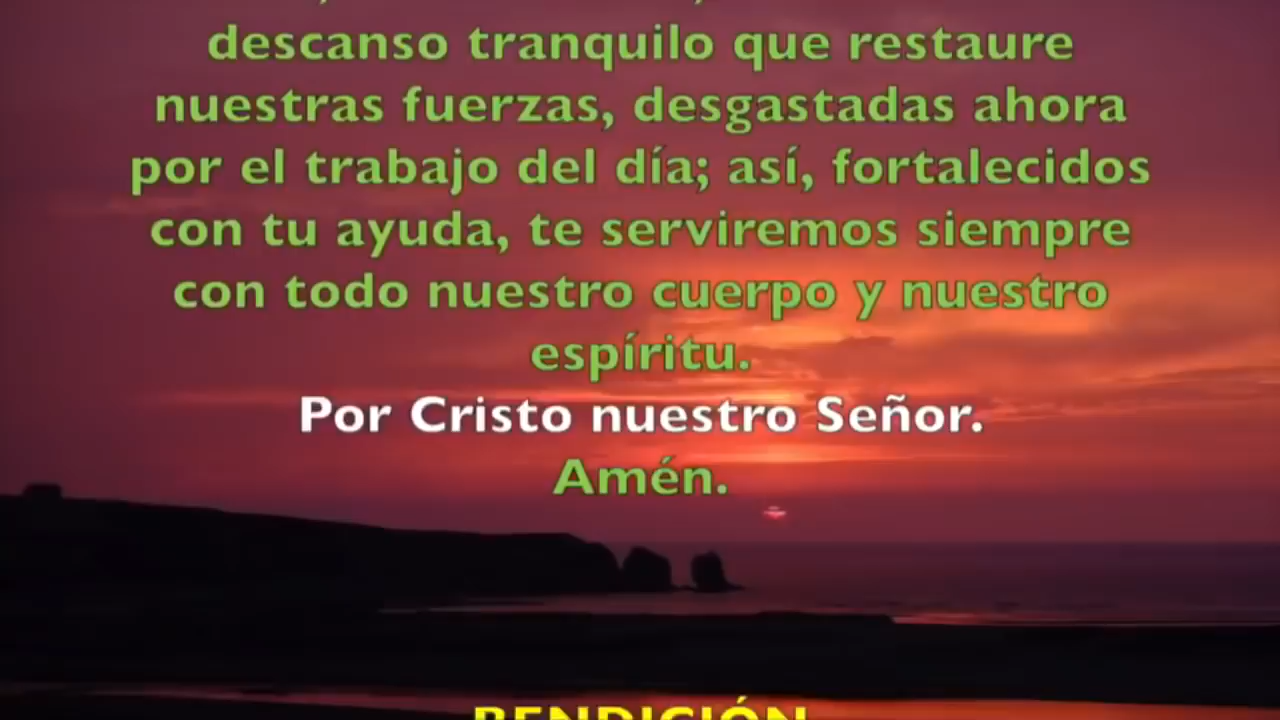 descanso tranquilo que restaure
nuestras fuerzas, desgastadas ahora
por el trabajo del día; así, fortalecidos
con tu ayuda, te serviremos siempre
con todo nuestro cuerpo y nuestro
espíritu.
Por Cristo nuestro Señor.
Amén.
BENDICIÓN